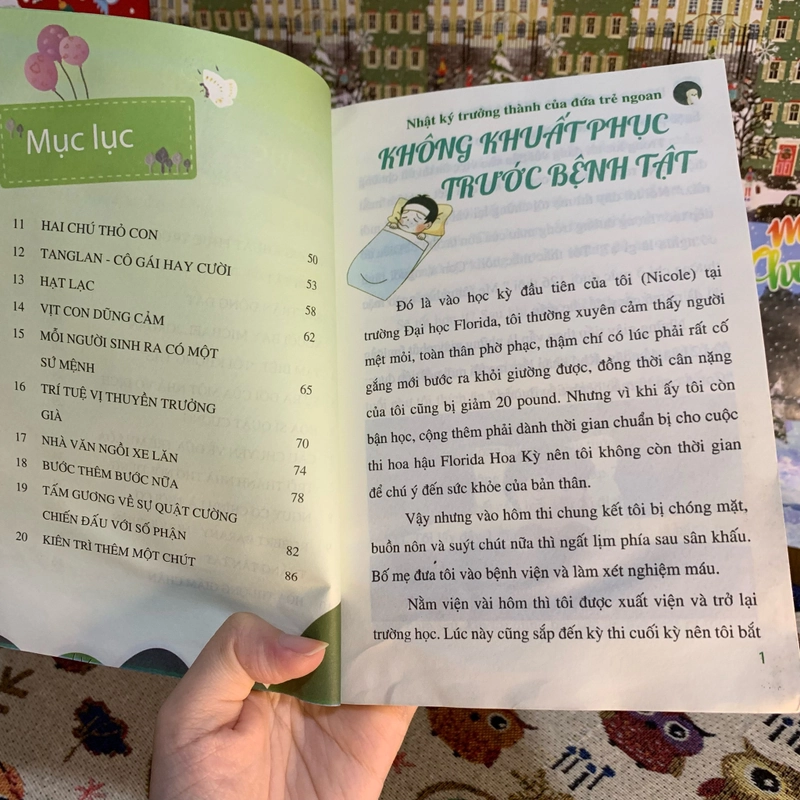 Mục lục
11 HAI CHÚ THỎ CON 50
12 TANGLAN - CÔ GÁI HAY CƯỜI 53
13 HẠT LẠC 58
14 VỊT CON DŨNG CẢM 62
15 MỖI NGƯỜI SINH RA CÓ MỘT
SỨ MỆNH 65
16 TRÍ TUỆ VỊ THUYỀN TRƯỞNG
GIÀ 70
17 NHÀ VĂN NGỒI XE LĂN 74
18 BƯỚC THÊM BƯỚC NỮA 78
19 TẤM GƯƠNG VỀ SỰ QUẬT CƯỜNG
CHIẾN ĐẤU VỚI SỐ PHẬN 82
20 KIÊN TRÌ THÊM MỘT CHÚT 86
Nhật ký trưởng thành của đứa trẻ ngoan
KHÔNG KHUẤT PHỤC
TRƯỚC BỆNH TẬT
Đó là vào học kỳ đầu tiên của tôi (Nicole) tại
trường Đại học Florida, tôi thường xuyên cảm thấy người
mệt mỏi, toàn thân phờ phạc, thậm chí có lúc phải rất cố
gắng mới bước ra khỏi giường được, đồng thời cân nặng
của tôi cũng bị giảm 20 pound. Nhưng vì khi ấy tôi còn
bận học, cộng thêm phải dành thời gian chuẩn bị cho cuộc
thi hoa hậu Florida Hoa Kỳ nên tôi không còn thời gian
để chú ý đến sức khỏe của bản thân.
Vậy nhưng vào hôm thi chung kết tôi bị chóng mặt,
buồn nôn và suýt chút nữa thì ngất lịm phía sau sân khấu.
Bố mẹ đưa tôi vào bệnh viện và làm xét nghiệm máu.
Nằm viện vài hôm thì tôi được xuất viện và trở lại
trường học. Lúc này cũng sắp đến kỳ thi cuối kỳ nên tôi bắt
1